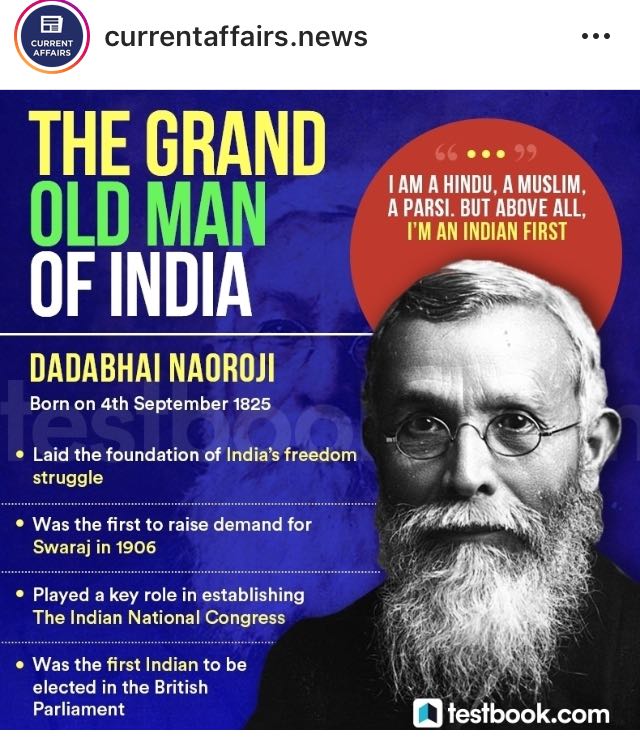 CURRENT
AFFAIRS
currentaffairs.news
THE GRAND
OLD MAN
OF INDIA
“ ”
I AM A HINDU, A MUSLIM,
A PARSI. BUT ABOVE ALL,
I'M AN INDIAN FIRST
DADABHAI NAOROJI
Born on 4th September 1825
testbook.com
• Laid the foundation of India's freedom
struggle
• Was the first to raise demand for
Swaraj in 1906
• Played a key role in establishing
The Indian National Congress
• Was the first Indian to be
elected in the British
Parliament
testbook.com